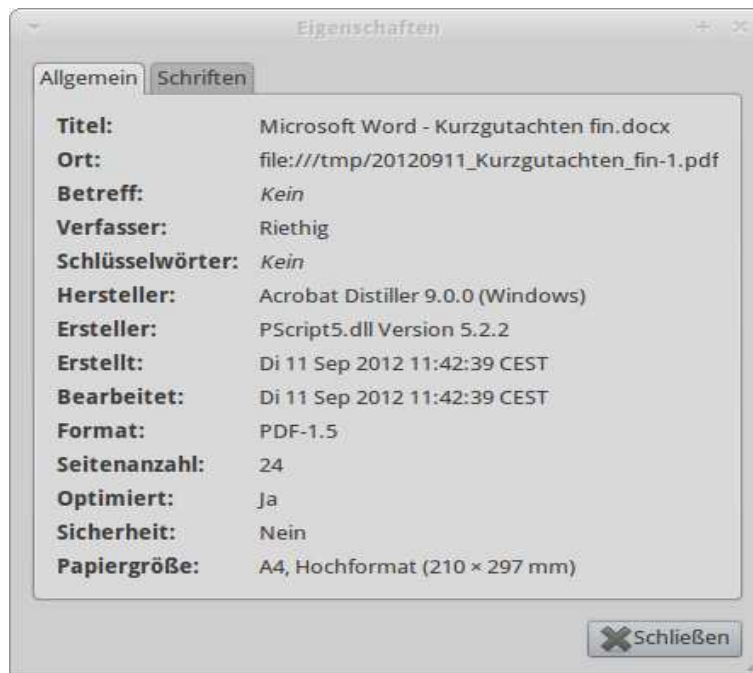 Eigenschaften
Allgemein Schriften
Titel: Microsoft Word - Kurzgutachten fin.docx
Ort: file:///tmp/20120911_Kurzgutachten_fin-1.pdf
Betreff: Kein
Verfasser: Riethig
Schlüsselwörter: Kein
Hersteller: Acrobat Distiller 9.0.0 (Windows)
Ersteller: PScript5.dll Version 5.2.2
Erstellt: Di 11 Sep 2012 11:42:39 CEST
Bearbeitet: Di 11 Sep 2012 11:42:39 CEST
Format: PDF-1.5
Seitenanzahl: 24
Optimiert: Ja
Sicherheit: Nein
Papiergröße: A4, Hochformat (210 × 297 mm)
Schließen